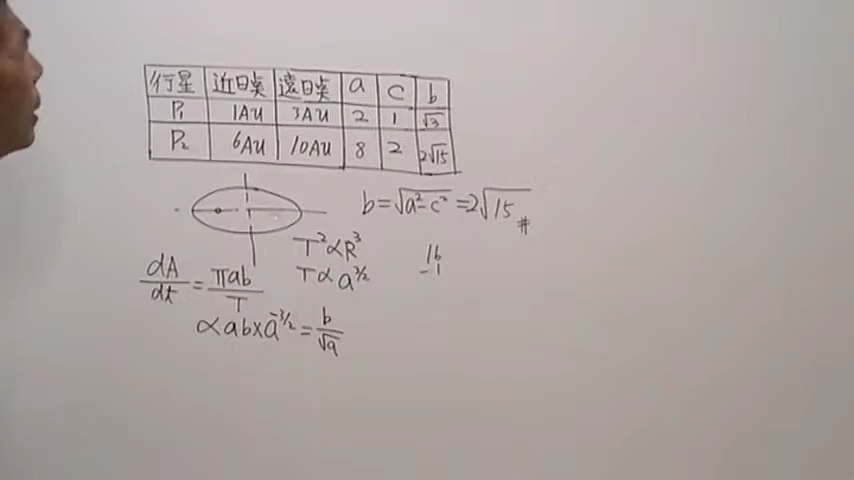 行星 近日点 遠日点 a c b
P₁ 1AU 3AU 2 1 √3
P₂ 6AU 10AU 8 2 2√15
b=√a²-c² =2√15 #
T²∝R³
16
-1
T∝a^3/2
dA/dt = πab/T
∝ab×a^-3/2 = b/√a